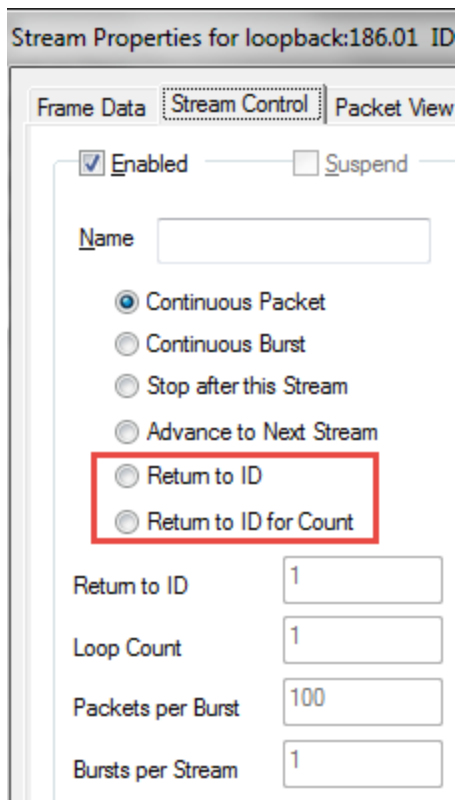 Stream Properties for loopback:186.01 ID
Frame Data Stream Control Packet View
Enabled Suspend
Name
Continuous Packet
Continuous Burst
Stop after this Stream
Advance to Next Stream
Return to ID
Return to ID for Count
Return to ID 1
Loop Count 1
Packets per Burst 100
Bursts per Stream 1